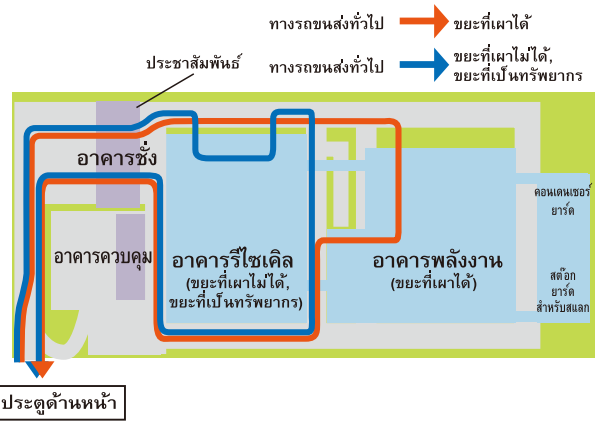 ทางรถขนส่งทั่วไป
ขยะที่เผาได้
ทางรถขนส่งทั่วไป
ขยะที่เผาไม่ได้,
ขยะที่เป็นทรัพยากร
ประชาสัมพันธ์
อาคารชั่ง
อาคารควบคุม
อาคารรีไซเคิล
(ขยะที่เผาไม่ได้,
ขยะที่เป็นทรัพยากร)
อาคารพลังงาน
(ขยะที่เผาได้)
คอนเดนเซอร์
ยาร์ด
สต๊อก
ยาร์ด
สำหรับสแลก
ประตูด้านหน้า